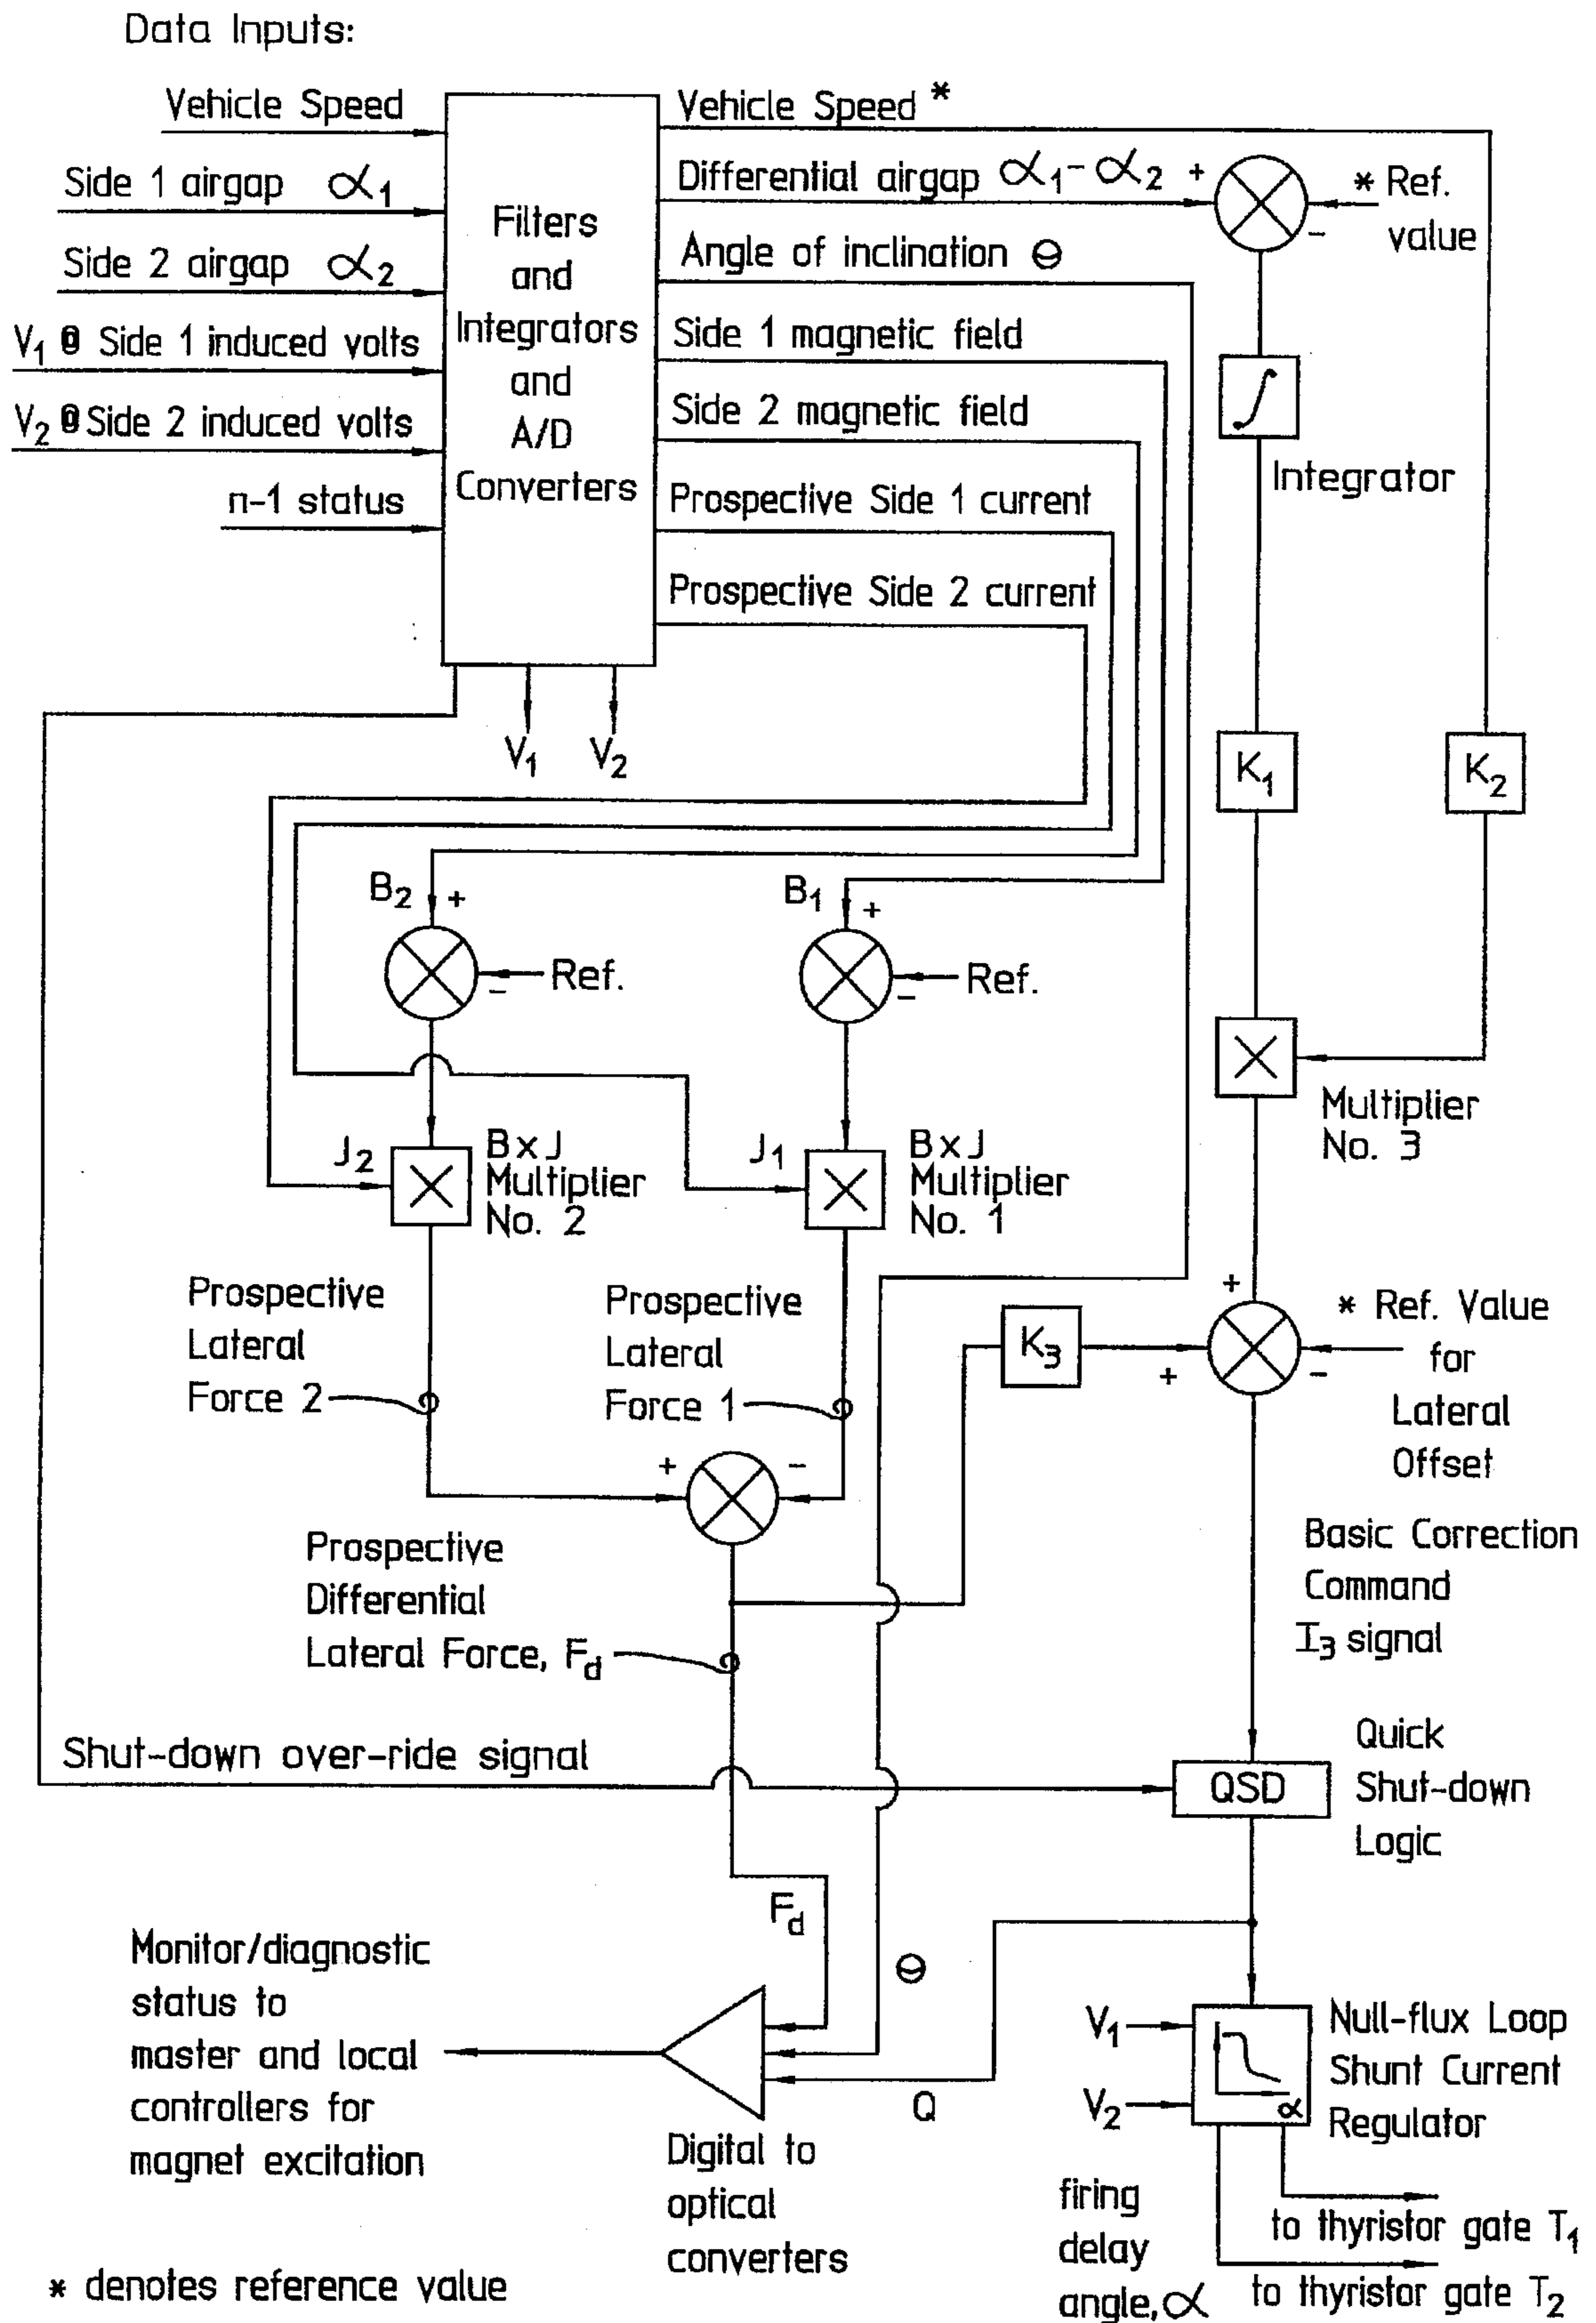 Data Inputs:
Vehicle Speed
Side 1 airgap α1
Side 2 airgap α2
V1 @ Side 1 induced volts
V2 @ Side 2 induced volts
n-1 status
Filters
and
Integrators
and
A/D
Converters
Vehicle Speed *
Differential airgap α1-α2
+
* Ref.
value
-
Angle of inclination θ
Side 1 magnetic field
Side 2 magnetic field
Prospective Side 1 current
Prospective Side 2 current
∫
Integrator
V1
V2
K1
K2
B2
+
Ref.
-
B1
+
Ref.
-
Multiplier
No. 3
J2
B x J
Multiplier
No. 2
J1
B x J
Multiplier
No. 1
Prospective
Lateral
Force 2
Prospective
Lateral
Force 1
K3
+
+
-
* Ref. Value
for
Lateral
Offset
+
-
Prospective
Differential
Lateral Force, Fd
Basic Correction
Command
I3 signal
Shut-down over-ride signal
QSD
Quick
Shut-down
Logic
Fd
θ
Q
Monitor/diagnostic
status to
master and local
controllers for
magnet excitation
Digital to
optical
converters
V1
V2
α
Null-flux Loop
Shunt Current
Regulator
firing
delay
angle, α
to thyristor gate T1
to thyristor gate T2
* denotes reference value